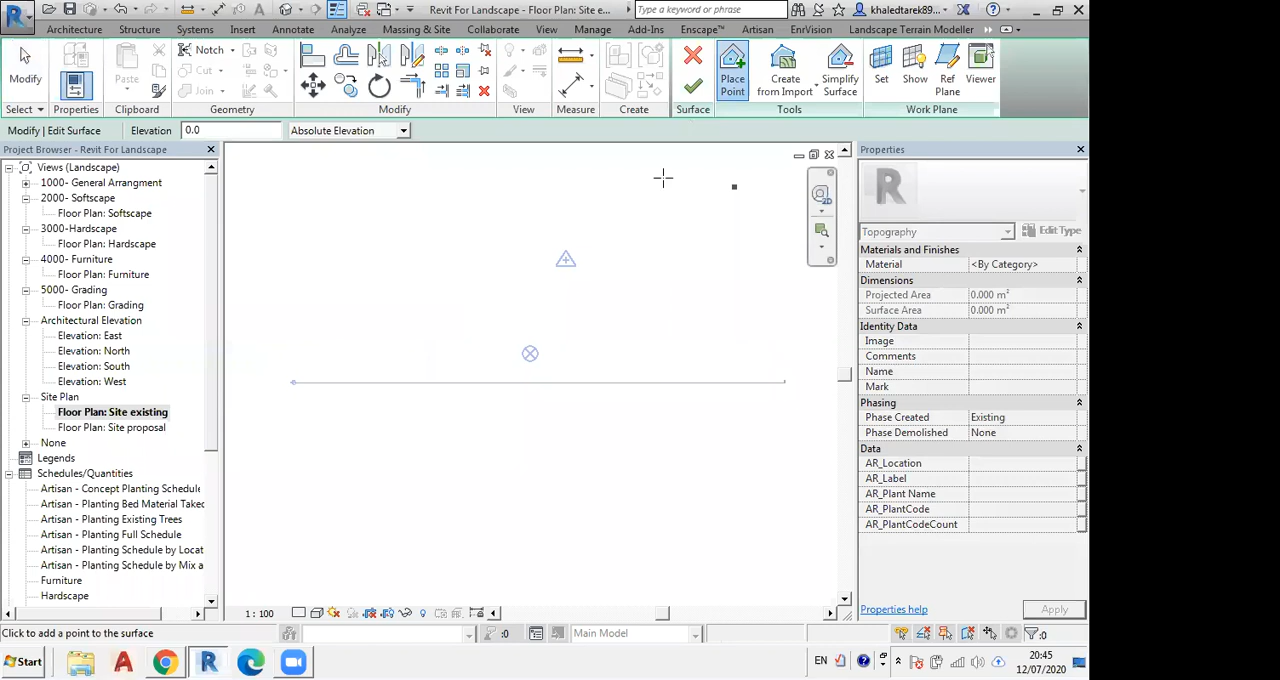 Revit For Landscape - Floor Plan: Site e...
Type a keyword or phrase
khaledtarek89...
Architecture Structure Systems Insert Annotate Analyze Massing & Site Collaborate View Manage Add-Ins Enscape™ Artisan EnVision Landscape Terrain Modeller
Modify
Paste
Notch
Cut
Join
Place Point
Create from Import
Simplify Surface
Set Show Ref Plane Viewer
Select Properties Clipboard Geometry Modify View Measure Create Surface Tools Work Plane
Modify | Edit Surface Elevation 0.0 Absolute Elevation
Project Browser - Revit For Landscape
Views (Landscape)
1000- General Arrangment
2000- Softscape
Floor Plan: Softscape
3000-Hardscape
Floor Plan: Hardscape
4000- Furniture
Floor Plan: Furniture
5000- Grading
Floor Plan: Grading
Architectural Elevation
Elevation: East
Elevation: North
Elevation: South
Elevation: West
Site Plan
Floor Plan: Site existing
Floor Plan: Site proposal
None
Legends
Schedules/Quantities
Artisan - Concept Planting Schedule
Artisan - Planting Bed Material Takec
Artisan - Planting Existing Trees
Artisan - Planting Full Schedule
Artisan - Planting Schedule by Locat
Artisan - Planting Schedule by Mix a
Furniture
Hardscape
2D
1 : 100
Properties
Topography Edit Type
Materials and Finishes
Material <By Category>
Dimensions
Projected Area 0.000 m²
Surface Area 0.000 m²
Identity Data
Image
Comments
Name
Mark
Phasing
Phase Created Existing
Phase Demolished None
Data
AR_Location
AR_Label
AR_Plant Name
AR_PlantCode
AR_PlantCodeCount
Properties help Apply
Click to add a point to the surface
:0
Main Model
:0
Start
EN
20:45
12/07/2020